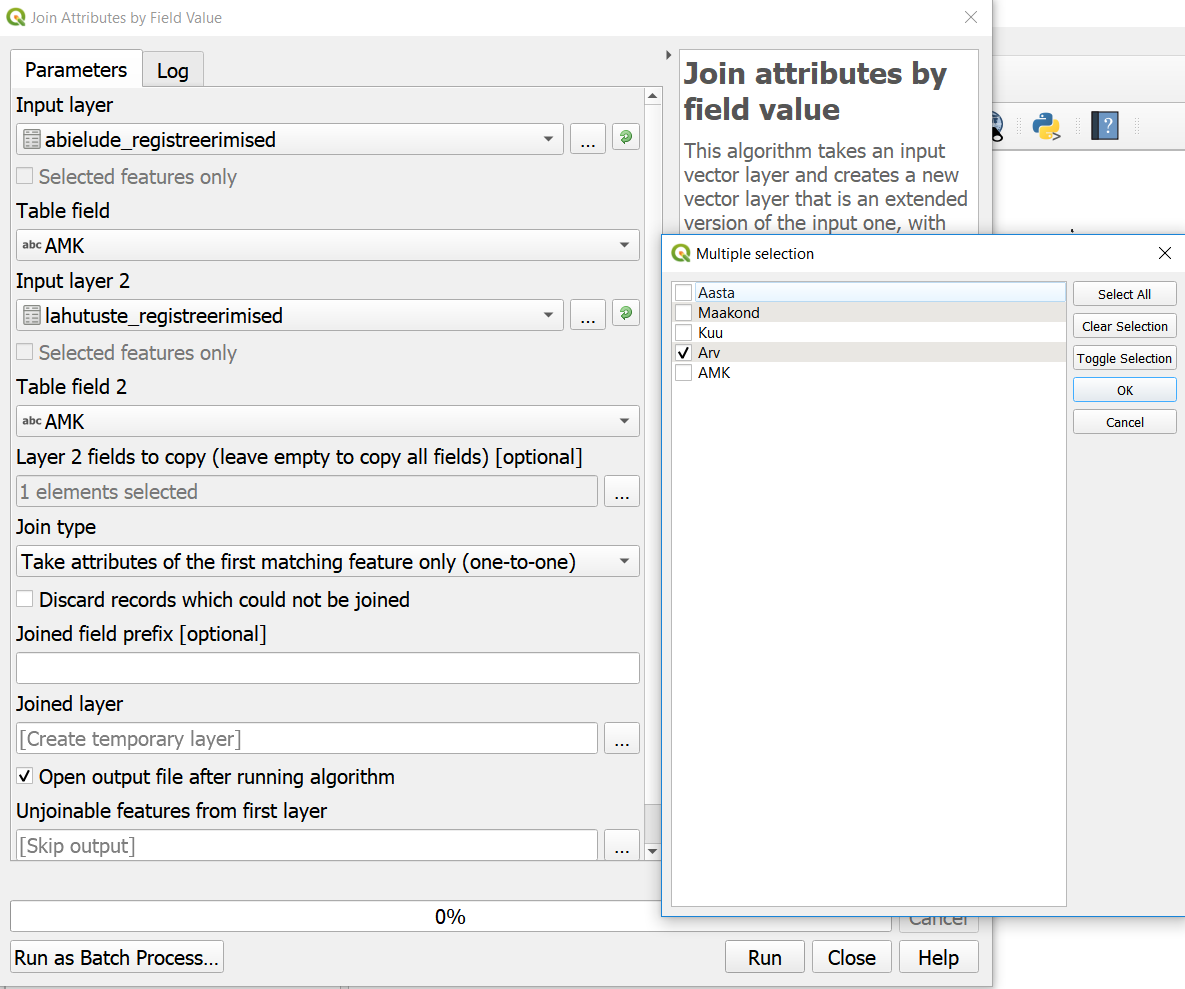 Join Attributes by Field Value
Parameters
Log
Input layer
abielude_registreerimised
...
Selected features only
Table field
abc AMK
Input layer 2
lahutuste_registreerimised
...
Selected features only
Table field 2
abc AMK
Layer 2 fields to copy (leave empty to copy all fields) [optional]
1 elements selected
...
Join type
Take attributes of the first matching feature only (one-to-one)
Discard records which could not be joined
Joined field prefix [optional]
Joined layer
[Create temporary layer]
...
Open output file after running algorithm
Unjoinable features from first layer
[Skip output]
...
0%
Cancel
Run as Batch Process...
Run
Close
Help
Join attributes by
field value
This algorithm takes an input
vector layer and creates a new
vector layer that is an extended
version of the input one, with
?
Multiple selection
Aasta
Maakond
Kuu
Arv
AMK
Select All
Clear Selection
Toggle Selection
OK
Cancel